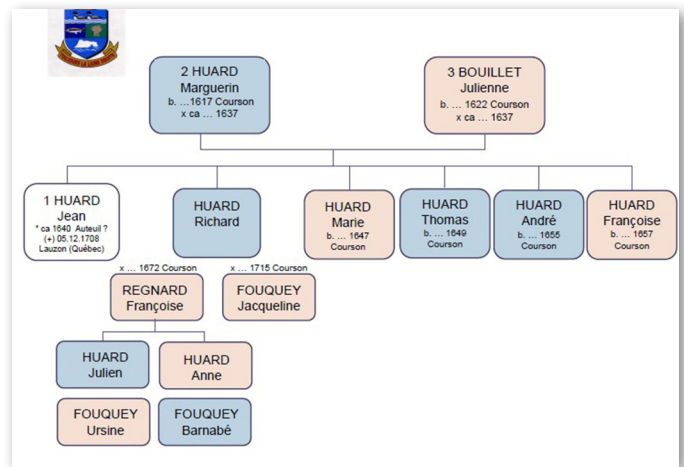 2 HUARD
Marguerin
b. …1617 Courson
x ca … 1637
3 BOUILLET
Julienne
b. … 1622 Courson
x ca … 1637
1 HUARD
Jean
* ca 1640 Auteuil ?
(+) 05.12.1708
Lauzon (Québec)
HUARD
Richard
HUARD
Marie
b. … 1647
Courson
HUARD
Thomas
b. … 1649
Courson
HUARD
André
b. … 1655
Courson
HUARD
Françoise
b. … 1657
Courson
x … 1672 Courson
REGNARD
Françoise
x … 1715 Courson
FOUQUEY
Jacqueline
HUARD
Julien
HUARD
Anne
FOUQUEY
Ursine
FOUQUEY
Barnabé